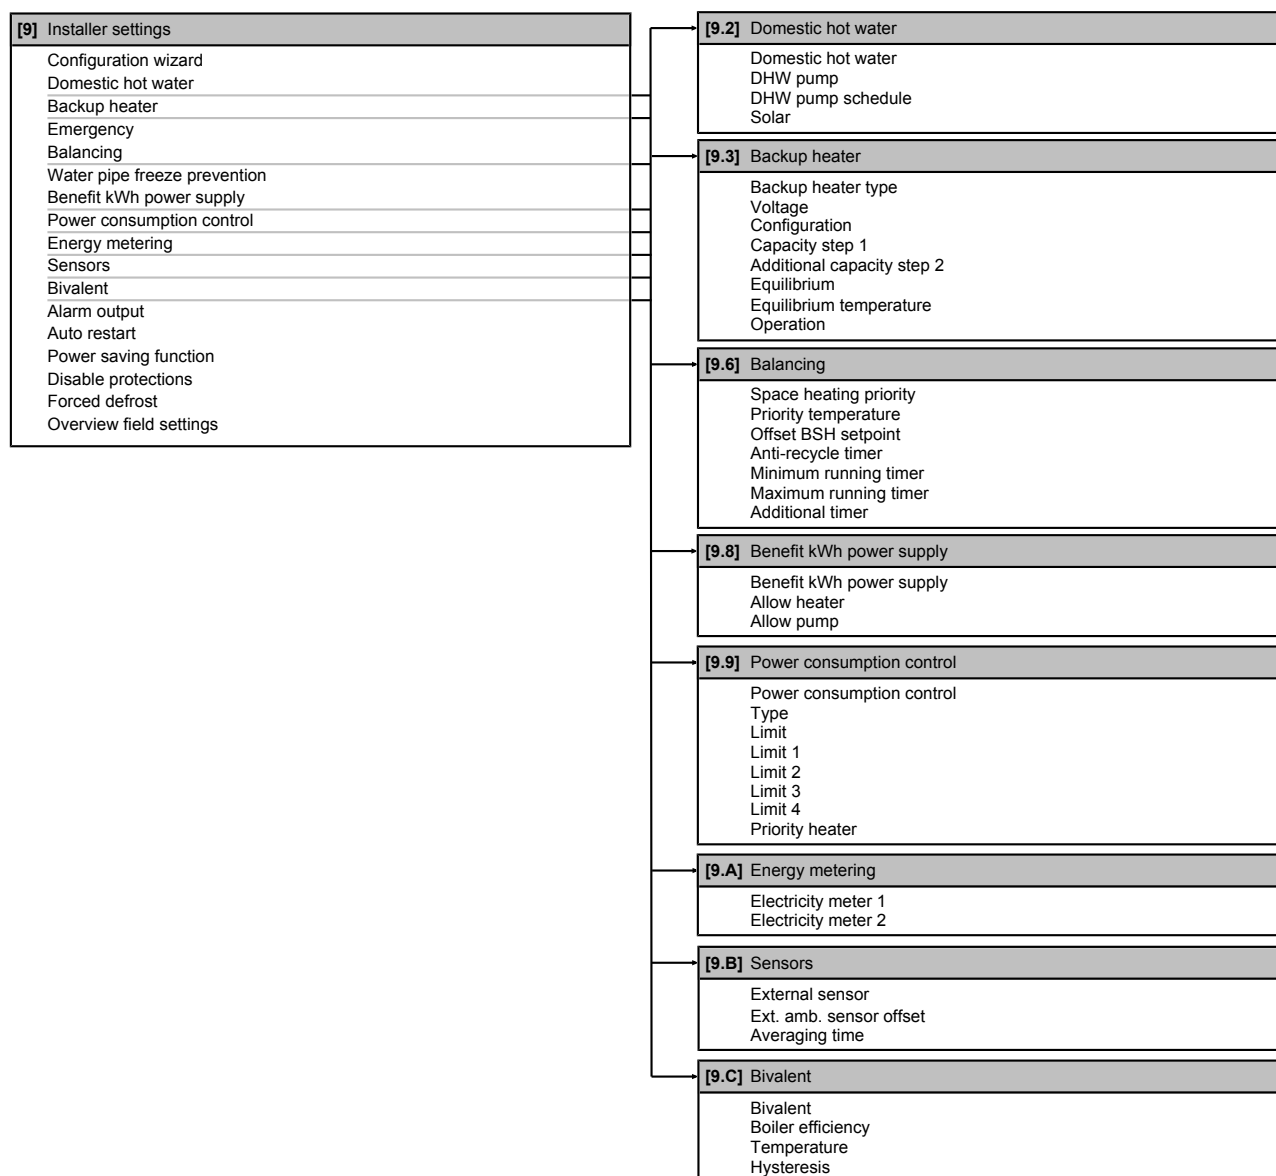 [9] Installer settings
Configuration wizard
Domestic hot water
Backup heater
Emergency
Balancing
Water pipe freeze prevention
Benefit kWh power supply
Power consumption control
Energy metering
Sensors
Bivalent
Alarm output
Auto restart
Power saving function
Disable protections
Forced defrost
Overview field settings
[9.2] Domestic hot water
Domestic hot water
DHW pump
DHW pump schedule
Solar
[9.3] Backup heater
Backup heater type
Voltage
Configuration
Capacity step 1
Additional capacity step 2
Equilibrium
Equilibrium temperature
Operation
[9.6] Balancing
Space heating priority
Priority temperature
Offset BSH setpoint
Anti-recycle timer
Minimum running timer
Maximum running timer
Additional timer
[9.8] Benefit kWh power supply
Benefit kWh power supply
Allow heater
Allow pump
[9.9] Power consumption control
Power consumption control
Type
Limit
Limit 1
Limit 2
Limit 3
Limit 4
Priority heater
[9.A] Energy metering
Electricity meter 1
Electricity meter 2
[9.B] Sensors
External sensor
Ext. amb. sensor offset
Averaging time
[9.C] Bivalent
Bivalent
Boiler efficiency
Temperature
Hysteresis